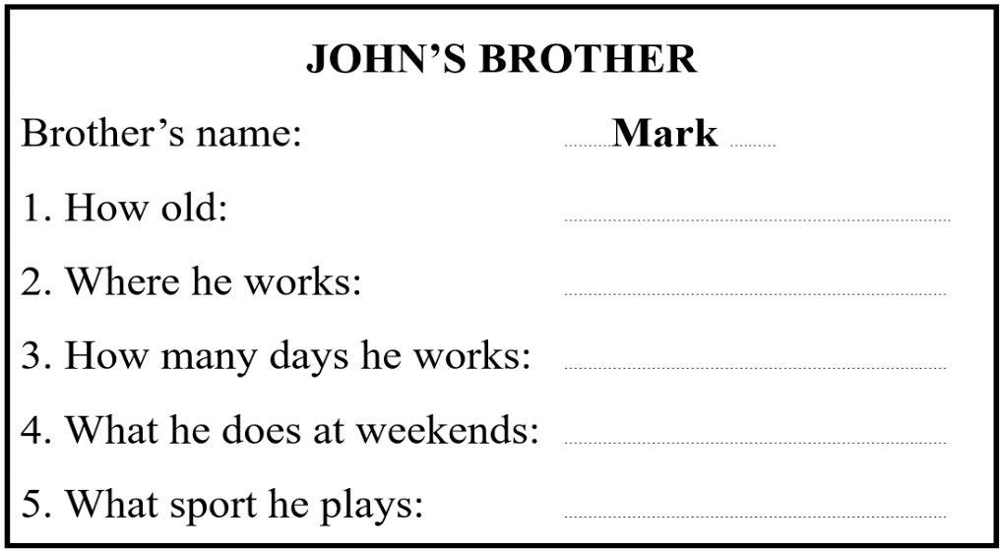 JOHN’S BROTHER
Brother’s name: ..........Mark .........
1. How old: ................................................................................
2. Where he works: ................................................................................
3. How many days he works: ................................................................................
4. What he does at weekends: ................................................................................
5. What sport he plays: ................................................................................